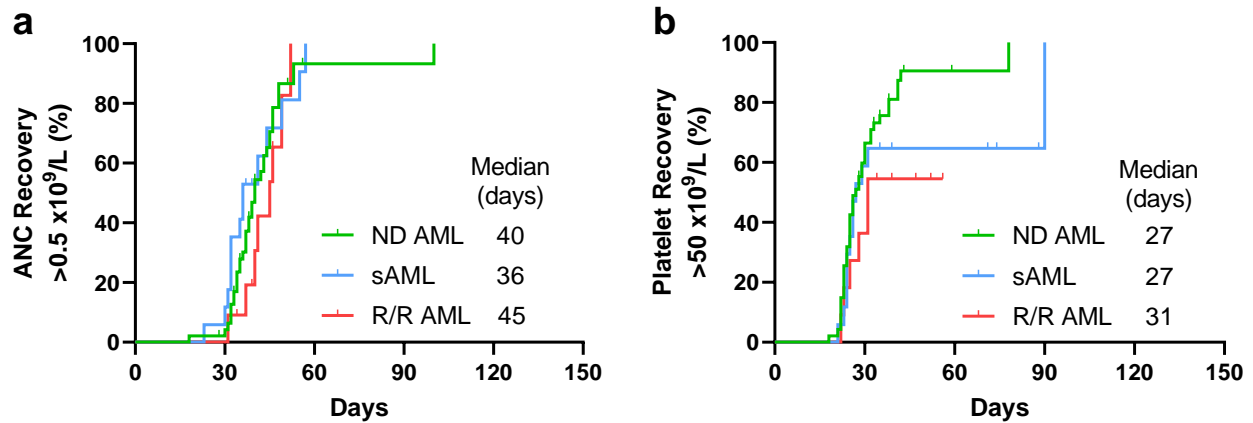 a
ANC Recovery
>0.5 x10⁹/L (%)
100
80
60
40
20
0
0 30 60 90 120 150
Days
Median
(days)
ND AML 40
sAML 36
R/R AML 45
b
Platelet Recovery
>50 x10⁹/L (%)
100
80
60
40
20
0
0 30 60 90 120 150
Days
Median
(days)
ND AML 27
sAML 27
R/R AML 31